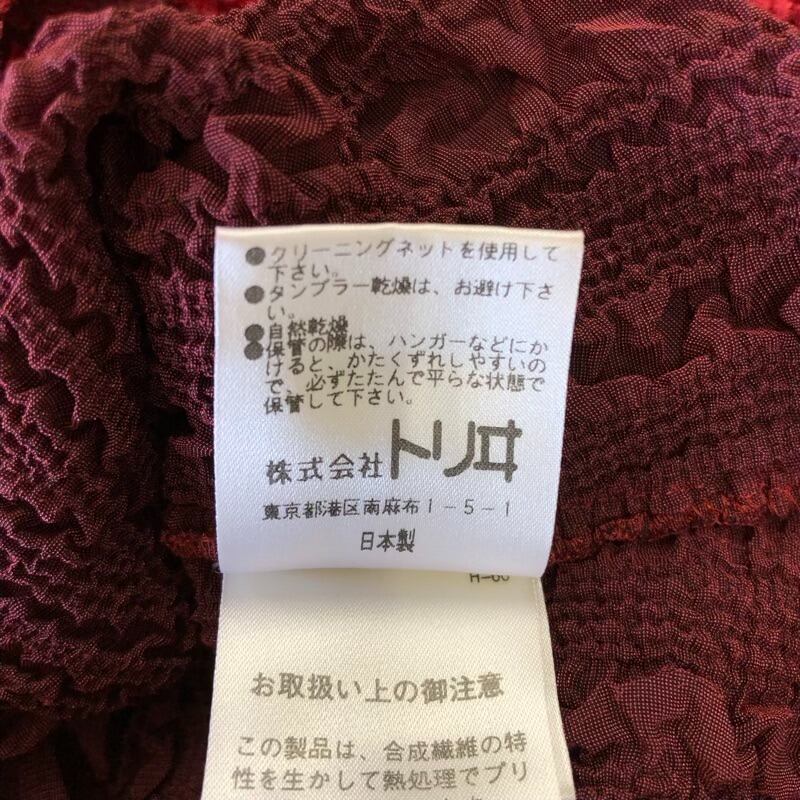 ●クリーニングネットを使用して
下さい。
●タンブラー乾燥は、お避け下さ
い。
●自然乾燥
●保管の際は、ハンガーなどにか
けると、かたくずれしやすいの
で、必ずたたんで平らな状態で
保管して下さい。
株式会社トリヰ
東京都港区南麻布1-5-1
日本製
お取扱い上の御注意
この製品は、合成繊維の特
性を生かして熱処理でプリ